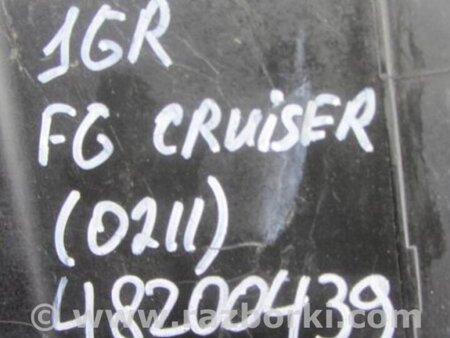 1GR
FG CRUiSER
(0211)
48200439
© www.razborki.com